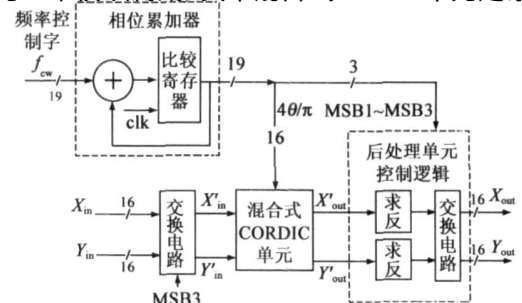 频率控
制字
f_cw
19
相位累加器
比较
寄存
器
clk
19
3
4θ/π
16
MSB1~MSB3
后处理单元
控制逻辑
X_in
16
Y_in
16
交换电路
MSB3
X'_in
Y'_in
混合式
CORDIC
单元
X'_out
Y'_out
求
反
求
反
交换电路
16
X_out
16
Y_out